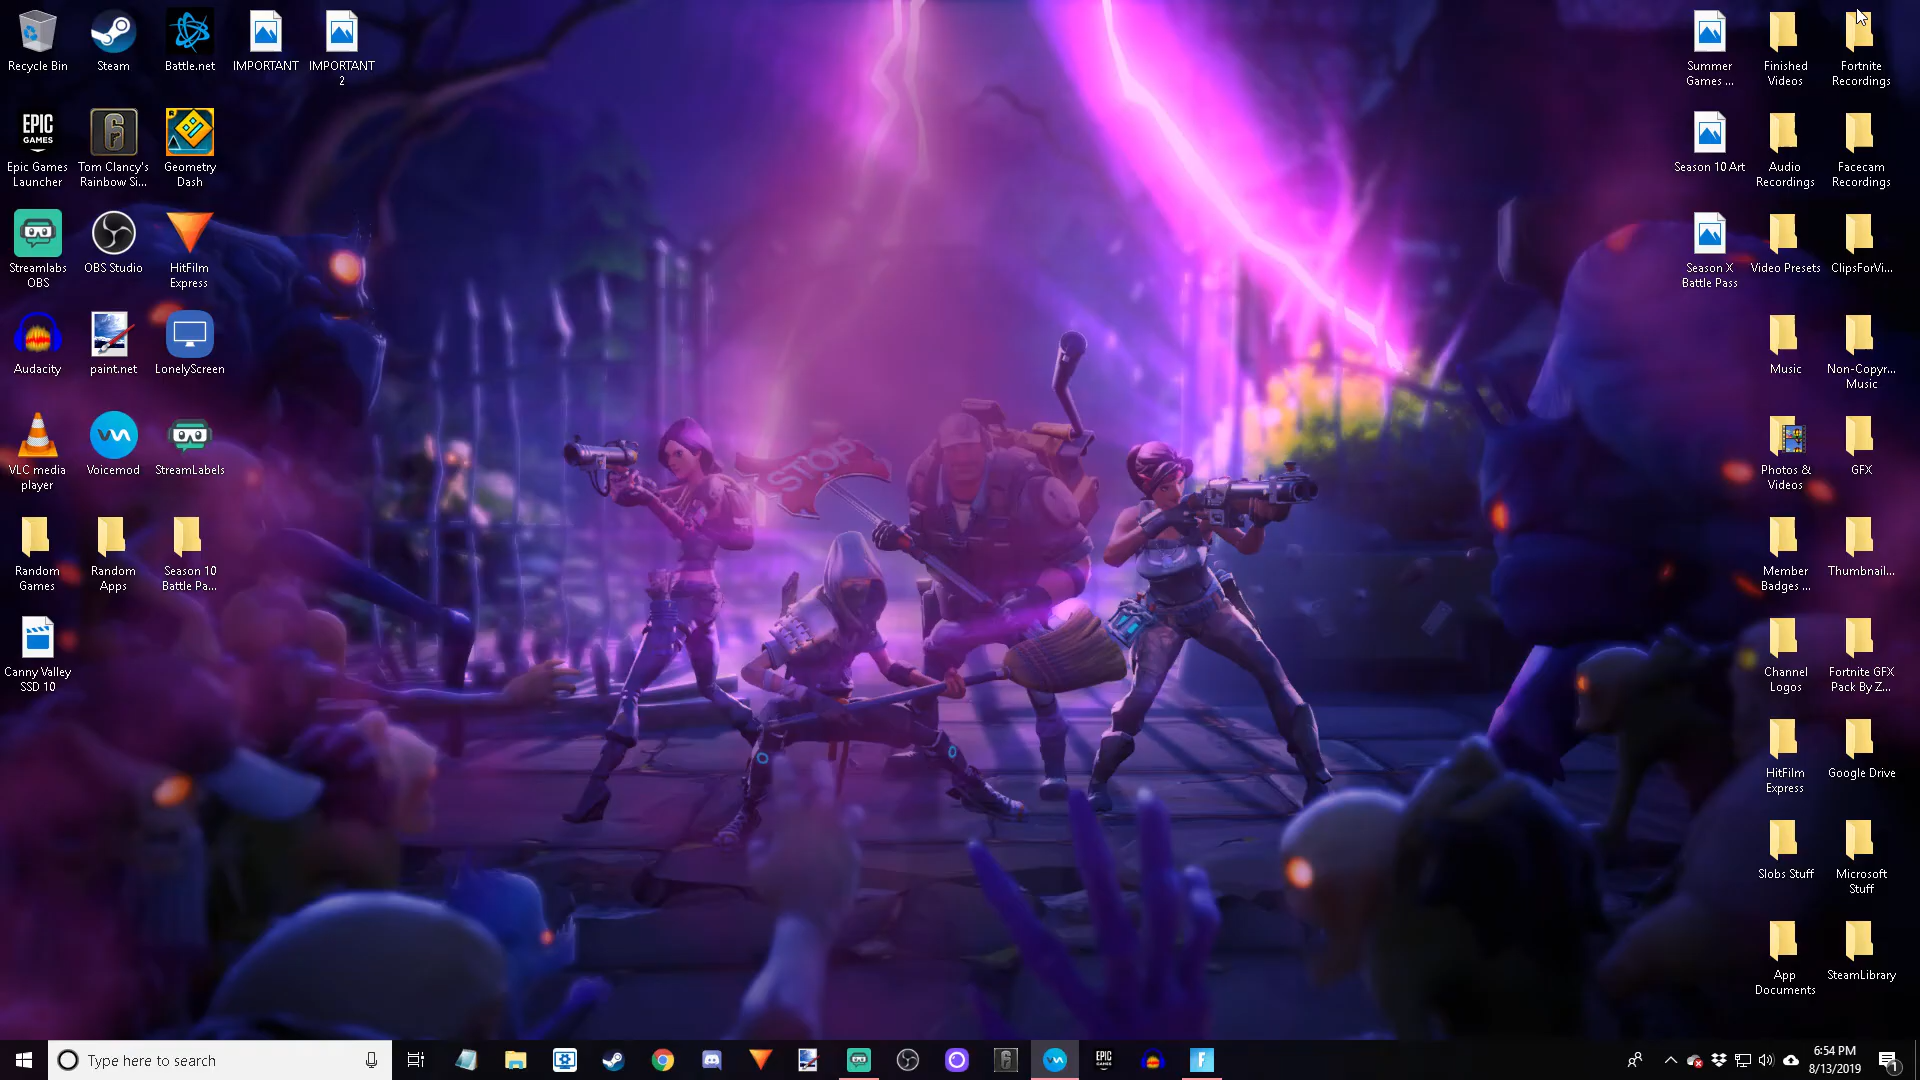 Recycle Bin
Steam
Battle.net
IMPORTANT
IMPORTANT
2
Summer
Games ...
Finished
Videos
Fortnite
Recordings
EPIC
GAMES
Epic Games
Launcher
Tom Clancy's
Rainbow Si...
Geometry
Dash
Season 10 Art
Audio
Recordings
Facecam
Recordings
Streamlabs
OBS
OBS Studio
HitFilm
Express
Season X
Battle Pass
Video Presets
ClipsForVi...
Audacity
paint.net
LonelyScreen
Music
Non-Copyr...
Music
VLC media
player
Voicemod
StreamLabels
STOP
Photos &
Videos
GFX
Random
Games
Random
Apps
Season 10
Battle Pa...
Member
Badges ...
Thumbnail...
Canny Valley
SSD 10
Channel
Logos
Fortnite GFX
Pack By Z...
HitFilm
Express
Google Drive
Slobs Stuff
Microsoft
Stuff
App
Documents
SteamLibrary
Type here to search
EPIC
GAMES
6:54 PM
8/13/2019
1